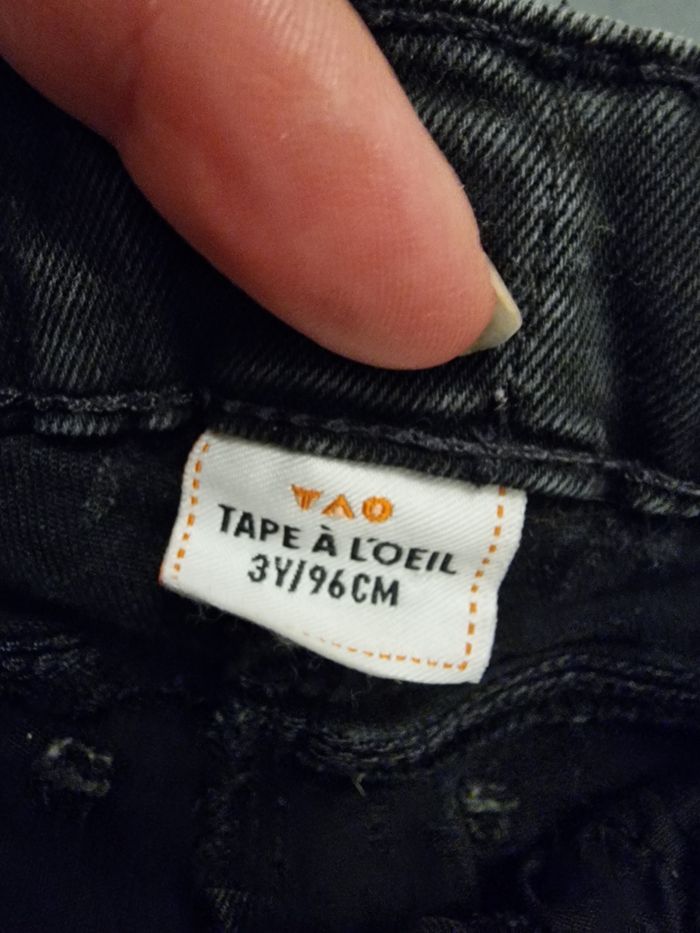 TAO
TAPE À L'OEIL
3Y/96CM